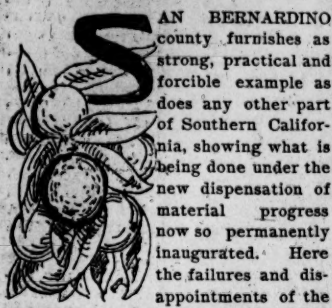 SAN BERNARDINO
county furnishes as
strong, practical and
forcible example as
does any other part
of Southern Califor-
nia, showing what is
being done under the
new dispensation of
material progress
now so permanently
inaugurated. Here
the failures and dis-
appointments of the